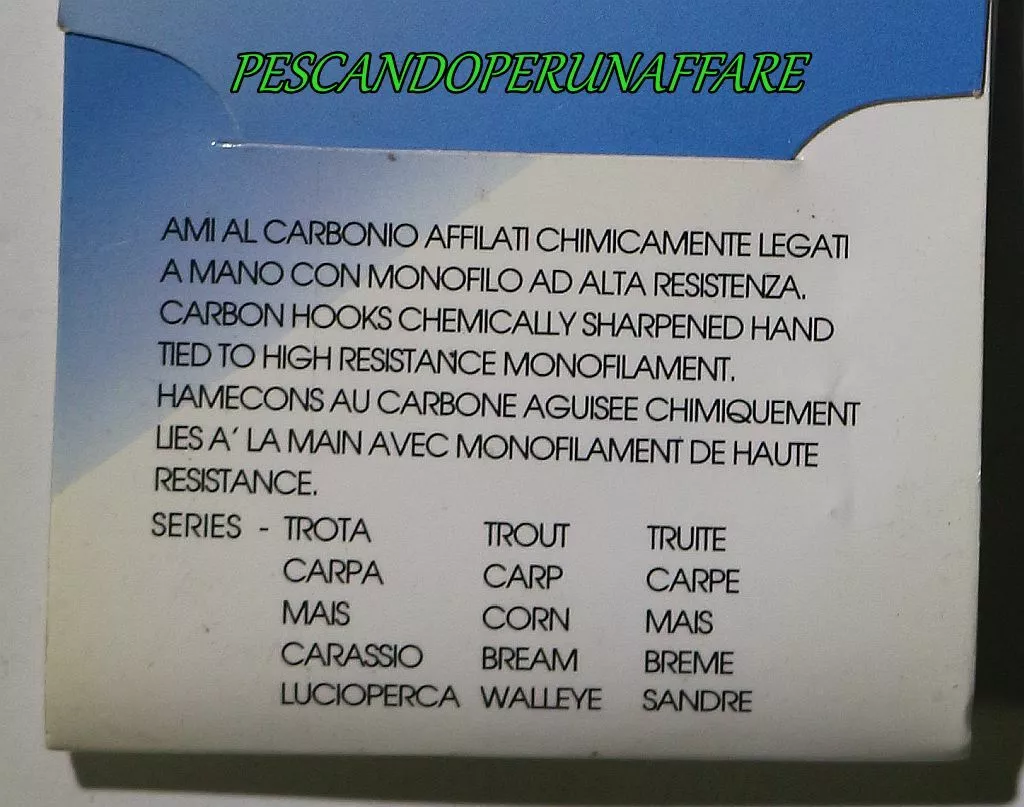 PESCANDOPERUNAFFARE
AMI AL CARBONIO AFFILATI CHIMICAMENTE LEGATI
A MANO CON MONOFILO AD ALTA RESISTENZA.
CARBON HOOKS CHEMICALLY SHARPENED HAND
TIED TO HIGH RESISTANCE MONOFILAMENT.
HAMECONS AU CARBONE AGUISEE CHIMIQUEMENT
LIES A' LA MAIN AVEC MONOFILAMENT DE HAUTE
RESISTANCE.
SERIES - TROTA TROUT TRUITE
CARPA CARP CARPE
MAIS CORN MAIS
CARASSIO BREAM BREME
LUCIOPERCA WALLEYE SANDRE